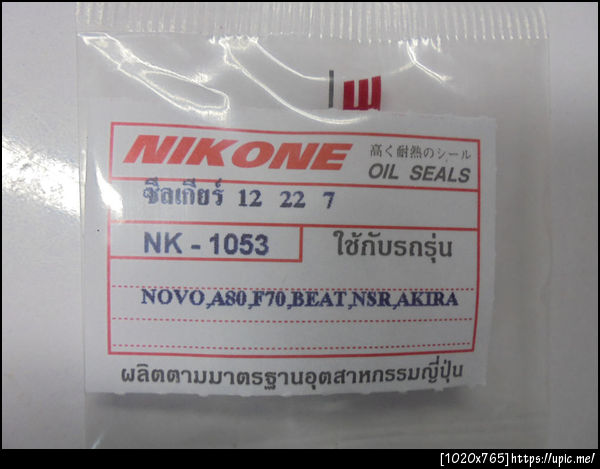 NIKONE
高く耐熱のシール
OIL SEALS
ซีลเกียร์ 12 22 7
NK - 1053
ใช้กับรถรุ่น
NOVO,A80,F70,BEAT,NSR,AKIRA
ผลิตตามมาตรฐานอุตสาหกรรมญี่ปุ่น
[1020x765]https://upic.me/